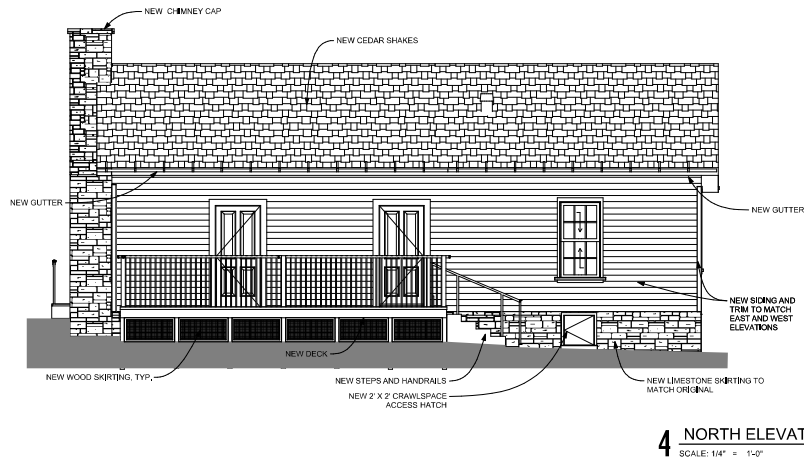 NEW CHIMNEY CAP
NEW CEDAR SHAKES
NEW GUTTER
NEW GUTTER
NEW SIDING AND
TRIM TO MATCH
EAST AND WEST
ELEVATIONS
NEW DECK
NEW WOOD SKIRTING, TYP.
NEW STEPS AND HANDRAILS
NEW 2' X 2' CRAWLSPACE
ACCESS HATCH
NEW LIMESTONE SKIRTING TO
MATCH ORIGINAL
4 NORTH ELEVAT
SCALE: 1/4" = 1'-0"